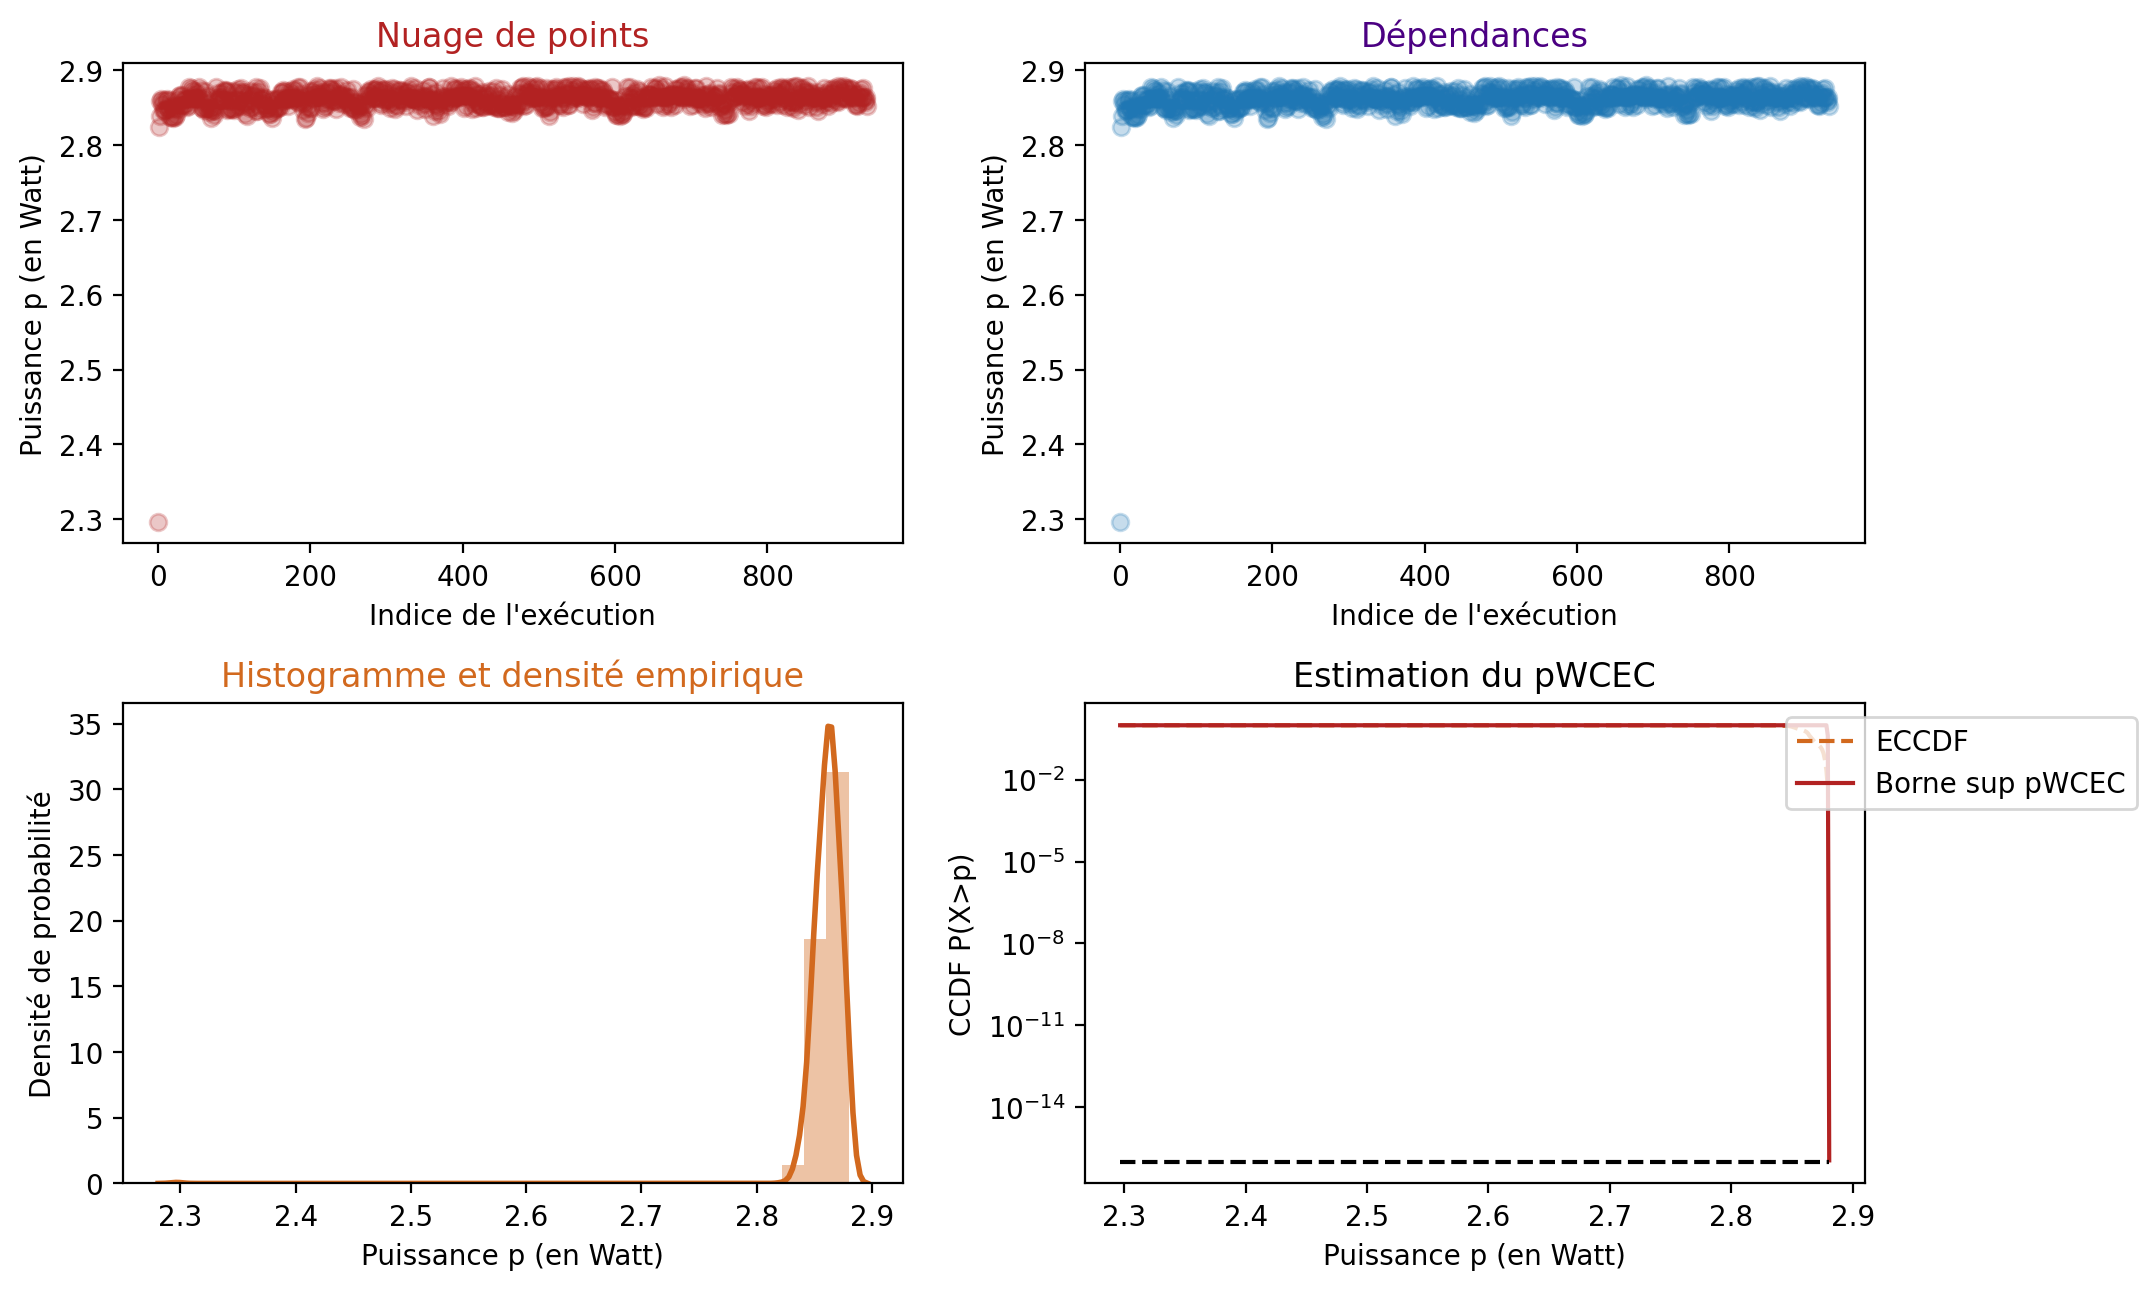 Nuage de points
2.9
2.8
2.7
2.6
2.5
2.4
2.3
Puissance p (en Watt)
0 200 400 600 800
Indice de l'exécution
Dépendances
2.9
2.8
2.7
2.6
2.5
2.4
2.3
Puissance p (en Watt)
0 200 400 600 800
Indice de l'exécution
Histogramme et densité empirique
35
30
25
20
15
10
5
0
Densité de probabilité
2.3 2.4 2.5 2.6 2.7 2.8 2.9
Puissance p (en Watt)
Estimation du pWCEC
ECCDF
Borne sup pWCEC
10⁻²
10⁻⁵
10⁻⁸
10⁻¹¹
10⁻¹⁴
CCDF P(X>p)
2.3 2.4 2.5 2.6 2.7 2.8 2.9
Puissance p (en Watt)